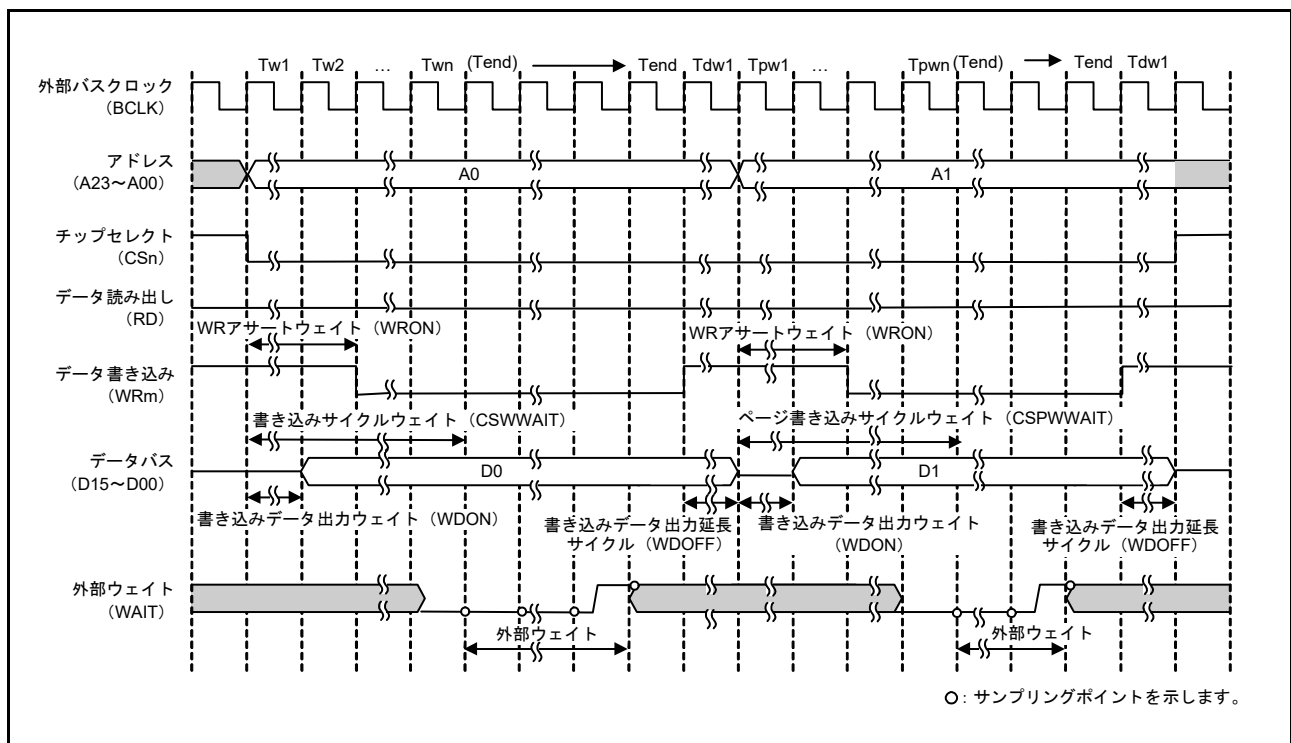 Tw1 Tw2 … Twn (Tend) Tend Tdw1 Tpw1 … Tpwn (Tend) Tend Tdw1
外部バスクロック
(BCLK)
アドレス
(A23～A00)
A0
A1
チップセレクト
(CSn)
データ読み出し
(RD)
WRアサートウェイト (WRON)
WRアサートウェイト (WRON)
データ書き込み
(WRm)
書き込みサイクルウェイト (CSWWAIT)
ページ書き込みサイクルウェイト (CSPWWAIT)
データバス
(D15～D00)
D0
D1
書き込みデータ出力ウェイト (WDON)
書き込みデータ出力延長
サイクル (WDOFF)
書き込みデータ出力ウェイト
(WDON)
書き込みデータ出力延長
サイクル (WDOFF)
外部ウェイト
(WAIT)
外部ウェイト
外部ウェイト
: サンプリングポイントを示します。